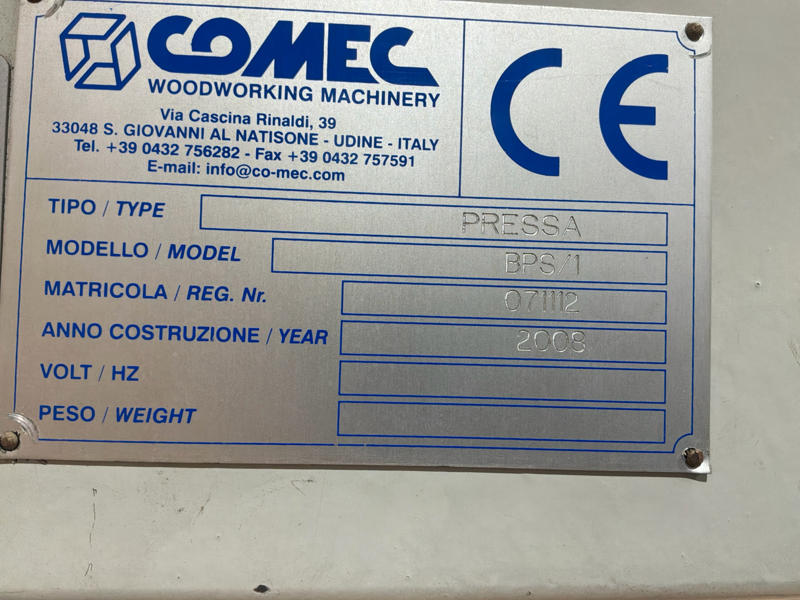 COMEC
WOODWORKING MACHINERY
Via Cascina Rinaldi, 39
33048 S. GIOVANNI AL NATISONE - UDINE - ITALY
Tel. +39 0432 756282 - Fax +39 0432 757591
E-mail: info@co-mec.com
CE
TIPO / TYPE PRESSA
MODELLO / MODEL BPS/1
MATRICOLA / REG. Nr. 071112
ANNO COSTRUZIONE / YEAR 2008
VOLT / HZ
PESO / WEIGHT